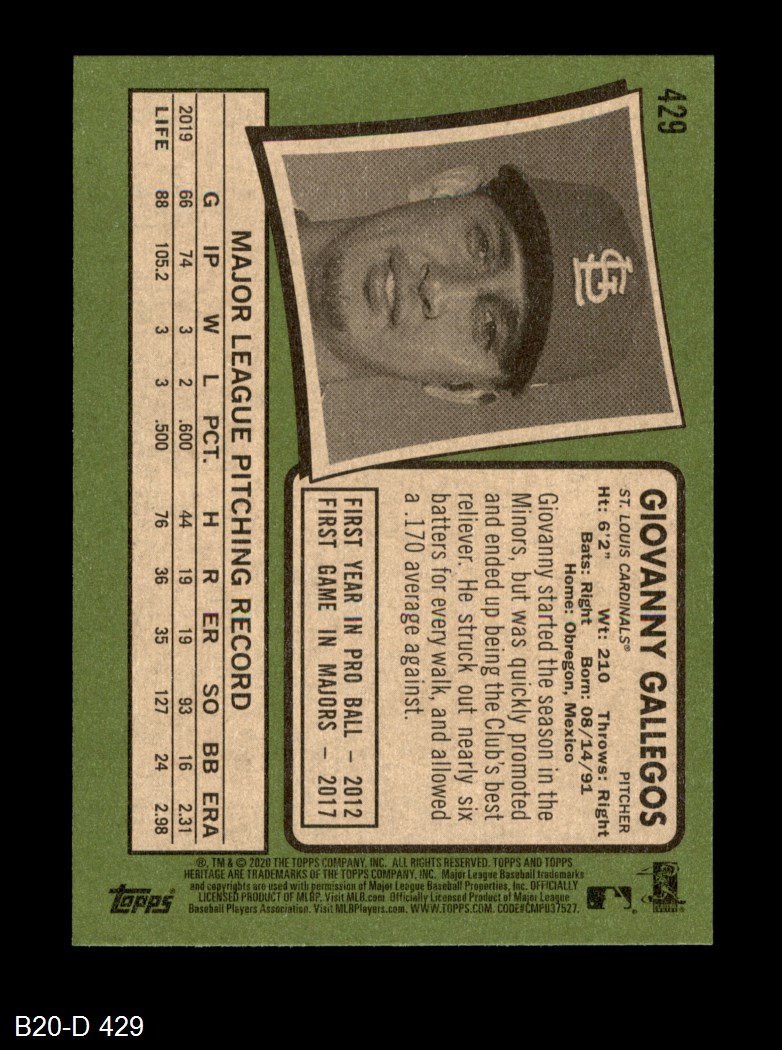 429
GIOVANNY GALLEGOS
ST. LOUIS CARDINALS® PITCHER
Ht: 6'2" Wt: 210 Throws: Right
Bats: Right Born: 08/14/91
Home: Obregon, Mexico
Giovanny started the season in the
Minors, but was quickly promoted
and ended up being the Club's best
reliever. He struck out nearly six
batters for every walk, and allowed
a .170 average against.
FIRST YEAR IN PRO BALL – 2012
FIRST GAME IN MAJORS – 2017
MAJOR LEAGUE PITCHING RECORD
G IP W L PCT. H R ER SO BB ERA
2019 66 74 3 2 .600 44 19 19 93 16 2.31
LIFE 88 105.2 3 3 .500 76 36 35 127 24 2.98
®, TM & © 2020 THE TOPPS COMPANY, INC. ALL RIGHTS RESERVED. TOPPS AND TOPPS
HERITAGE ARE TRADEMARKS OF THE TOPPS COMPANY, INC. Major League Baseball trademarks
and copyrights are used with permission of Major League Baseball Properties, Inc. OFFICIALLY
LICENSED PRODUCT OF MLBP. Visit MLB.com. Officially Licensed Product of Major League
Baseball Players Association. Visit MLBPlayers.com. WWW.TOPPS.COM. CODE#CMP037527.
Topps
B20-D 429